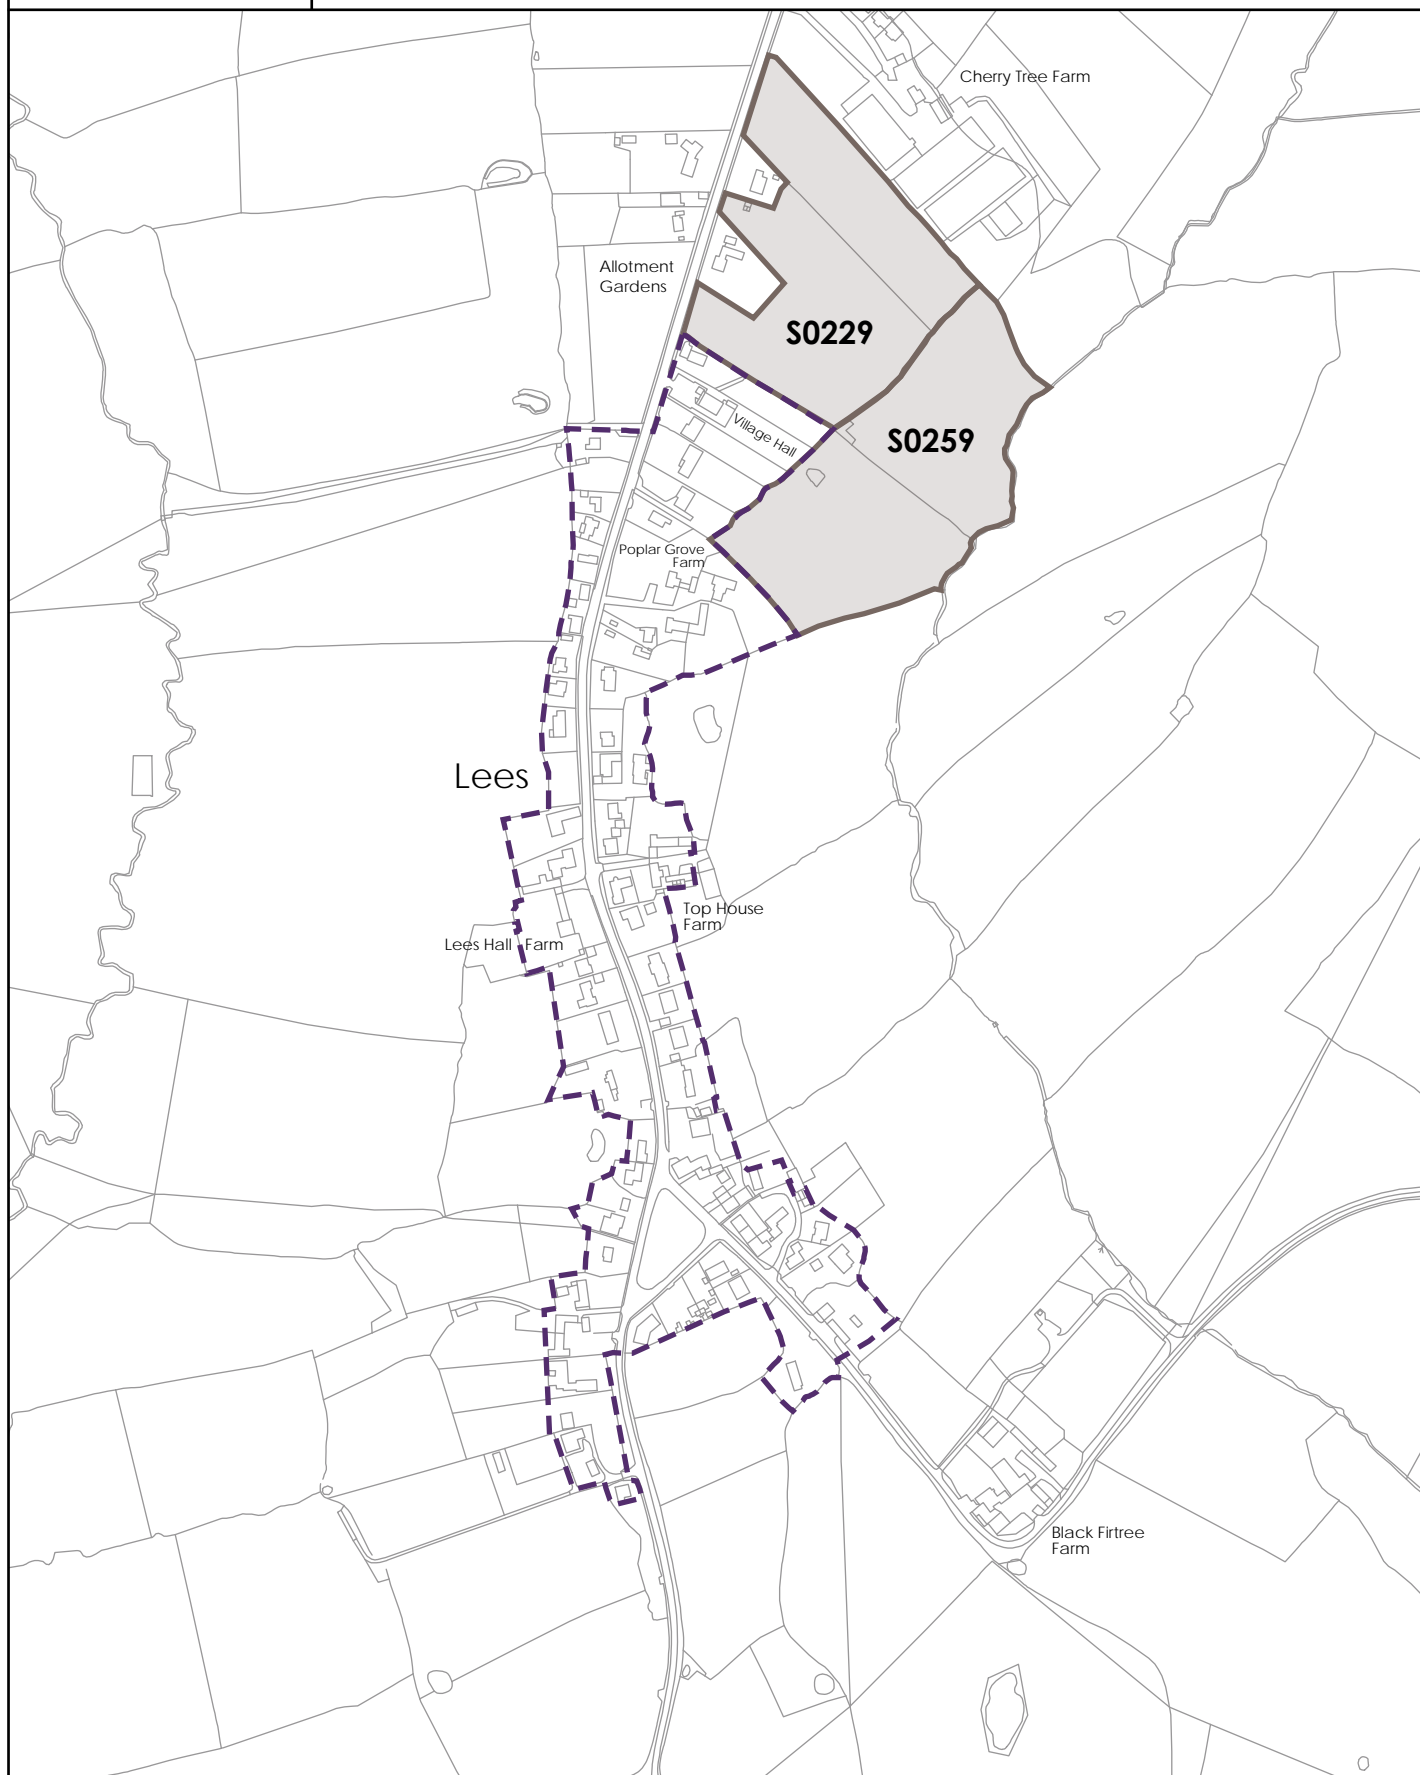 Cherry Tree Farm
Allotment
Gardens
S0229
Village Hall
S0259
Poplar Grove
Farm
Lees
Top House
Farm
Lees Hall Farm
Black Firtree
Farm